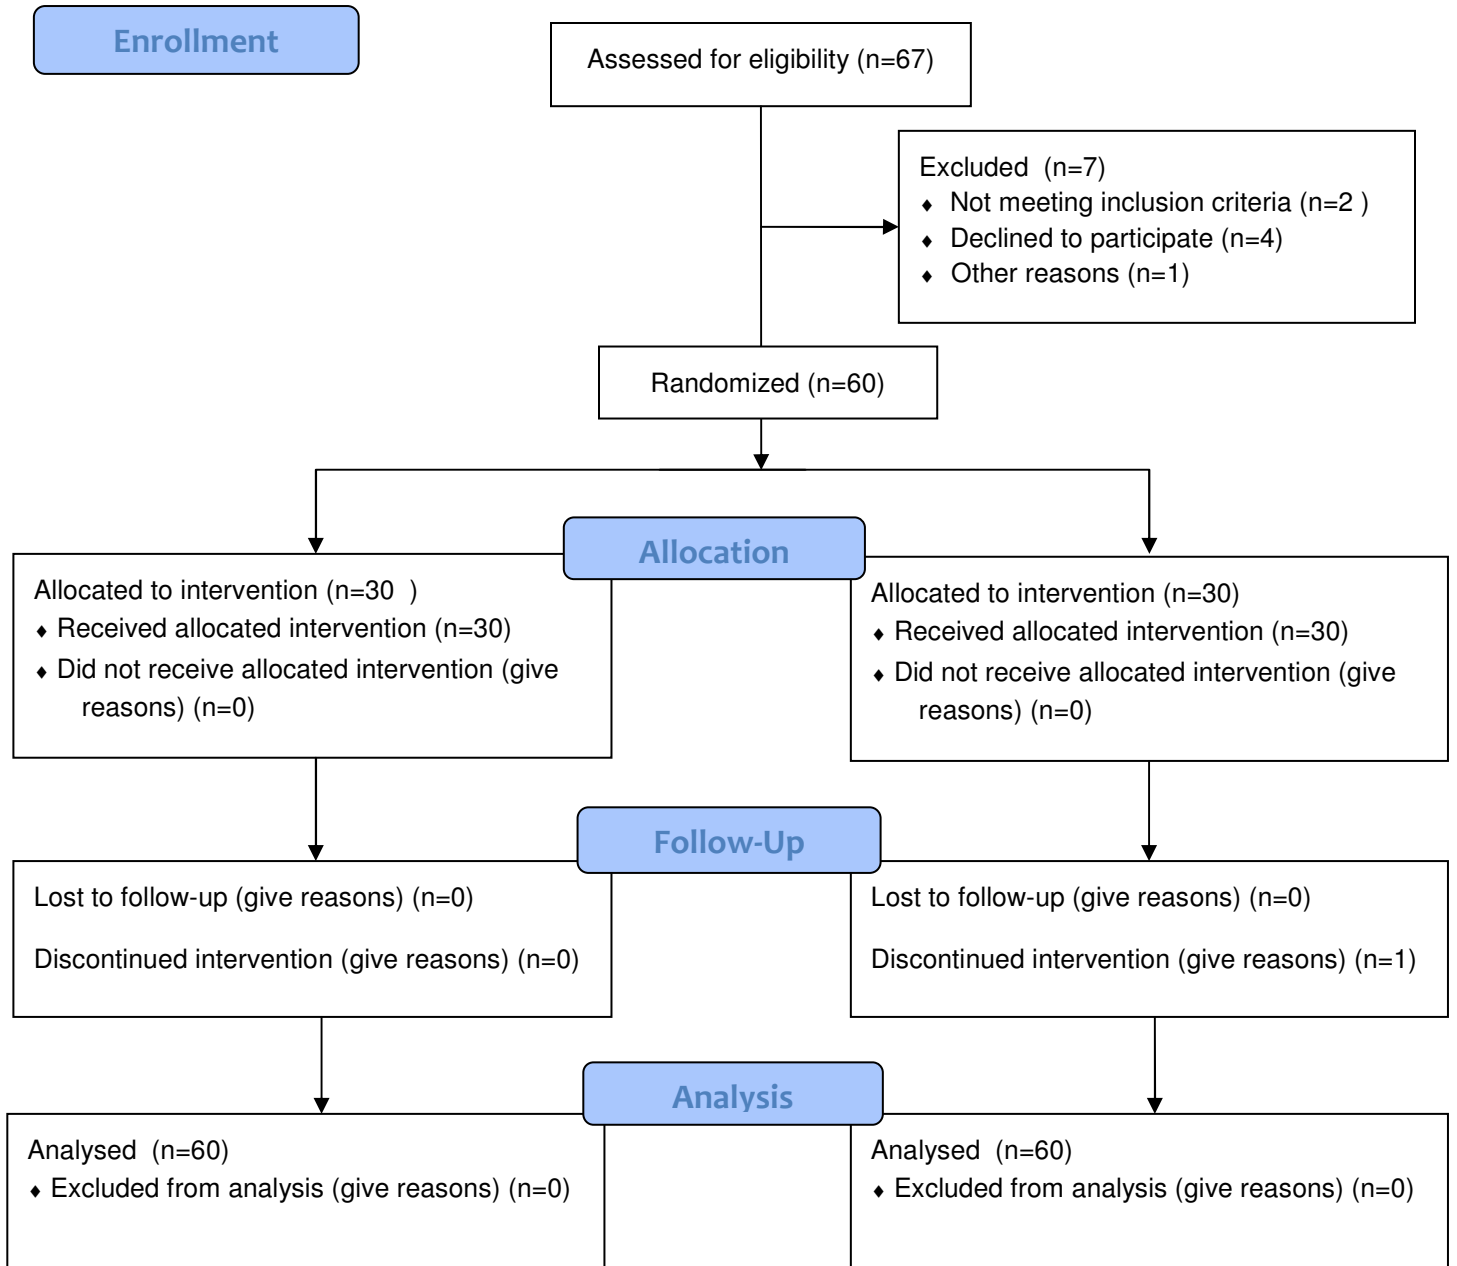 Enrollment
Assessed for eligibility (n=67)
Excluded  (n=7)
♦ Not meeting inclusion criteria (n=2 )
♦ Declined to participate (n=4)
♦ Other reasons (n=1)
Randomized (n=60)
Allocation
Allocated to intervention (n=30  )
♦ Received allocated intervention (n=30)
♦ Did not receive allocated intervention (give
reasons) (n=0)
Allocated to intervention (n=30)
♦ Received allocated intervention (n=30)
♦ Did not receive allocated intervention (give
reasons) (n=0)
Follow-Up
Lost to follow-up (give reasons) (n=0)
Discontinued intervention (give reasons) (n=0)
Lost to follow-up (give reasons) (n=0)
Discontinued intervention (give reasons) (n=1)
Analysis
Analysed  (n=60)
♦ Excluded from analysis (give reasons) (n=0)
Analysed  (n=60)
♦ Excluded from analysis (give reasons) (n=0)